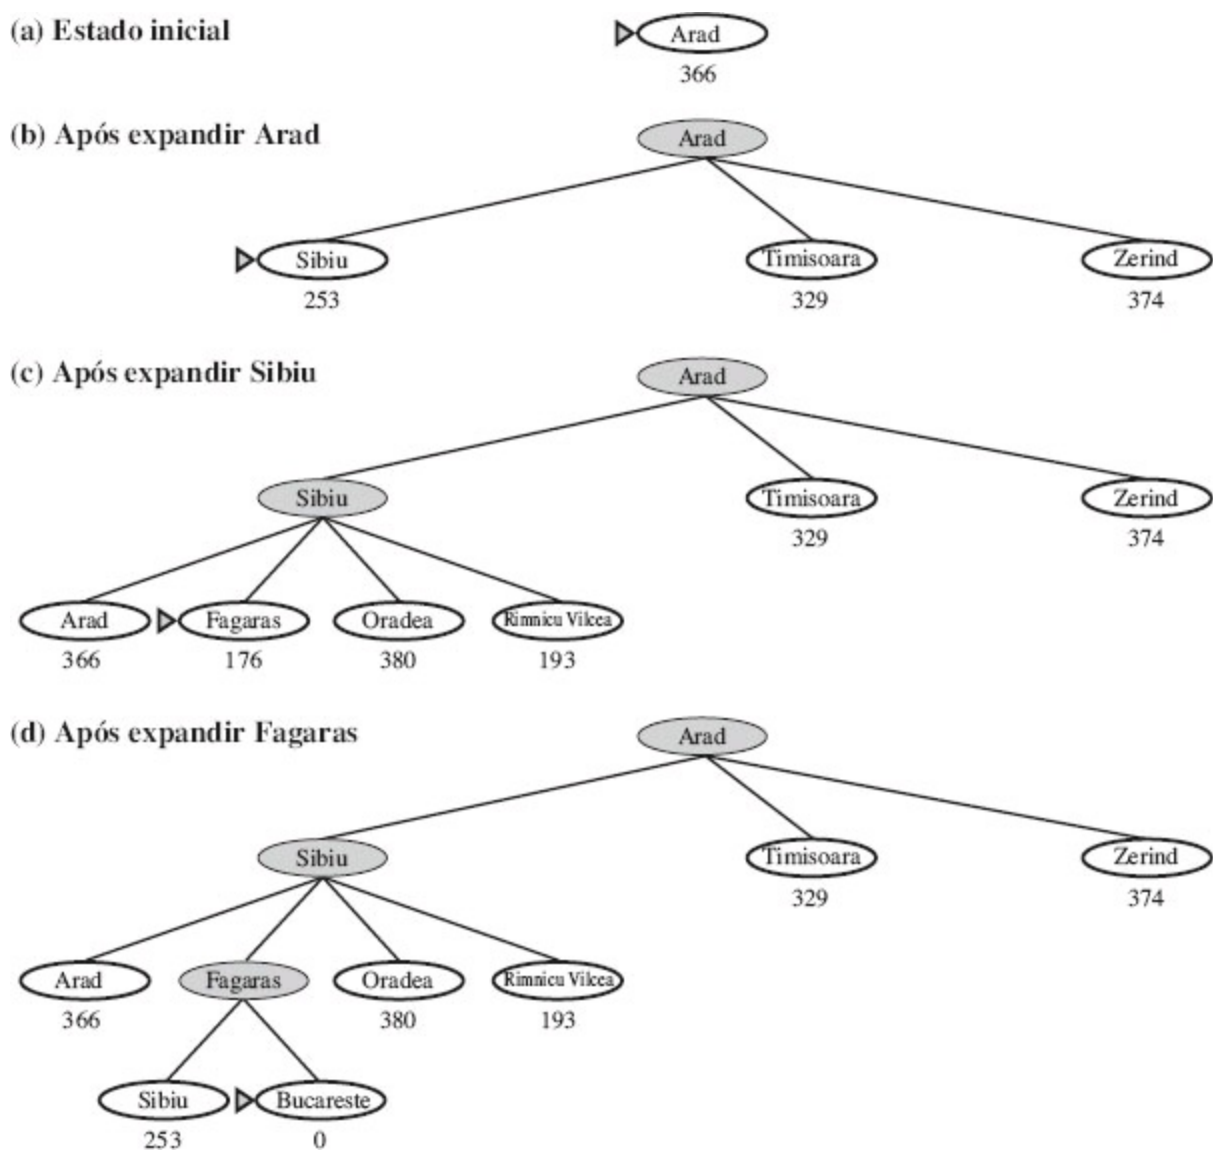 (a) Estado inicial
Arad
366
(b) Após expandir Arad
Arad
Sibiu Timisoara Zerind
253 329 374
(c) Após expandir Sibiu
Arad
Sibiu Timisoara Zerind
329 374
Arad Fagaras Oradea Rimnicu Vilcea
366 176 380 193
(d) Após expandir Fagaras
Arad
Sibiu Timisoara Zerind
329 374
Arad Fagaras Oradea Rimnicu Vilcea
366 380 193
Sibiu Bucareste
253 0